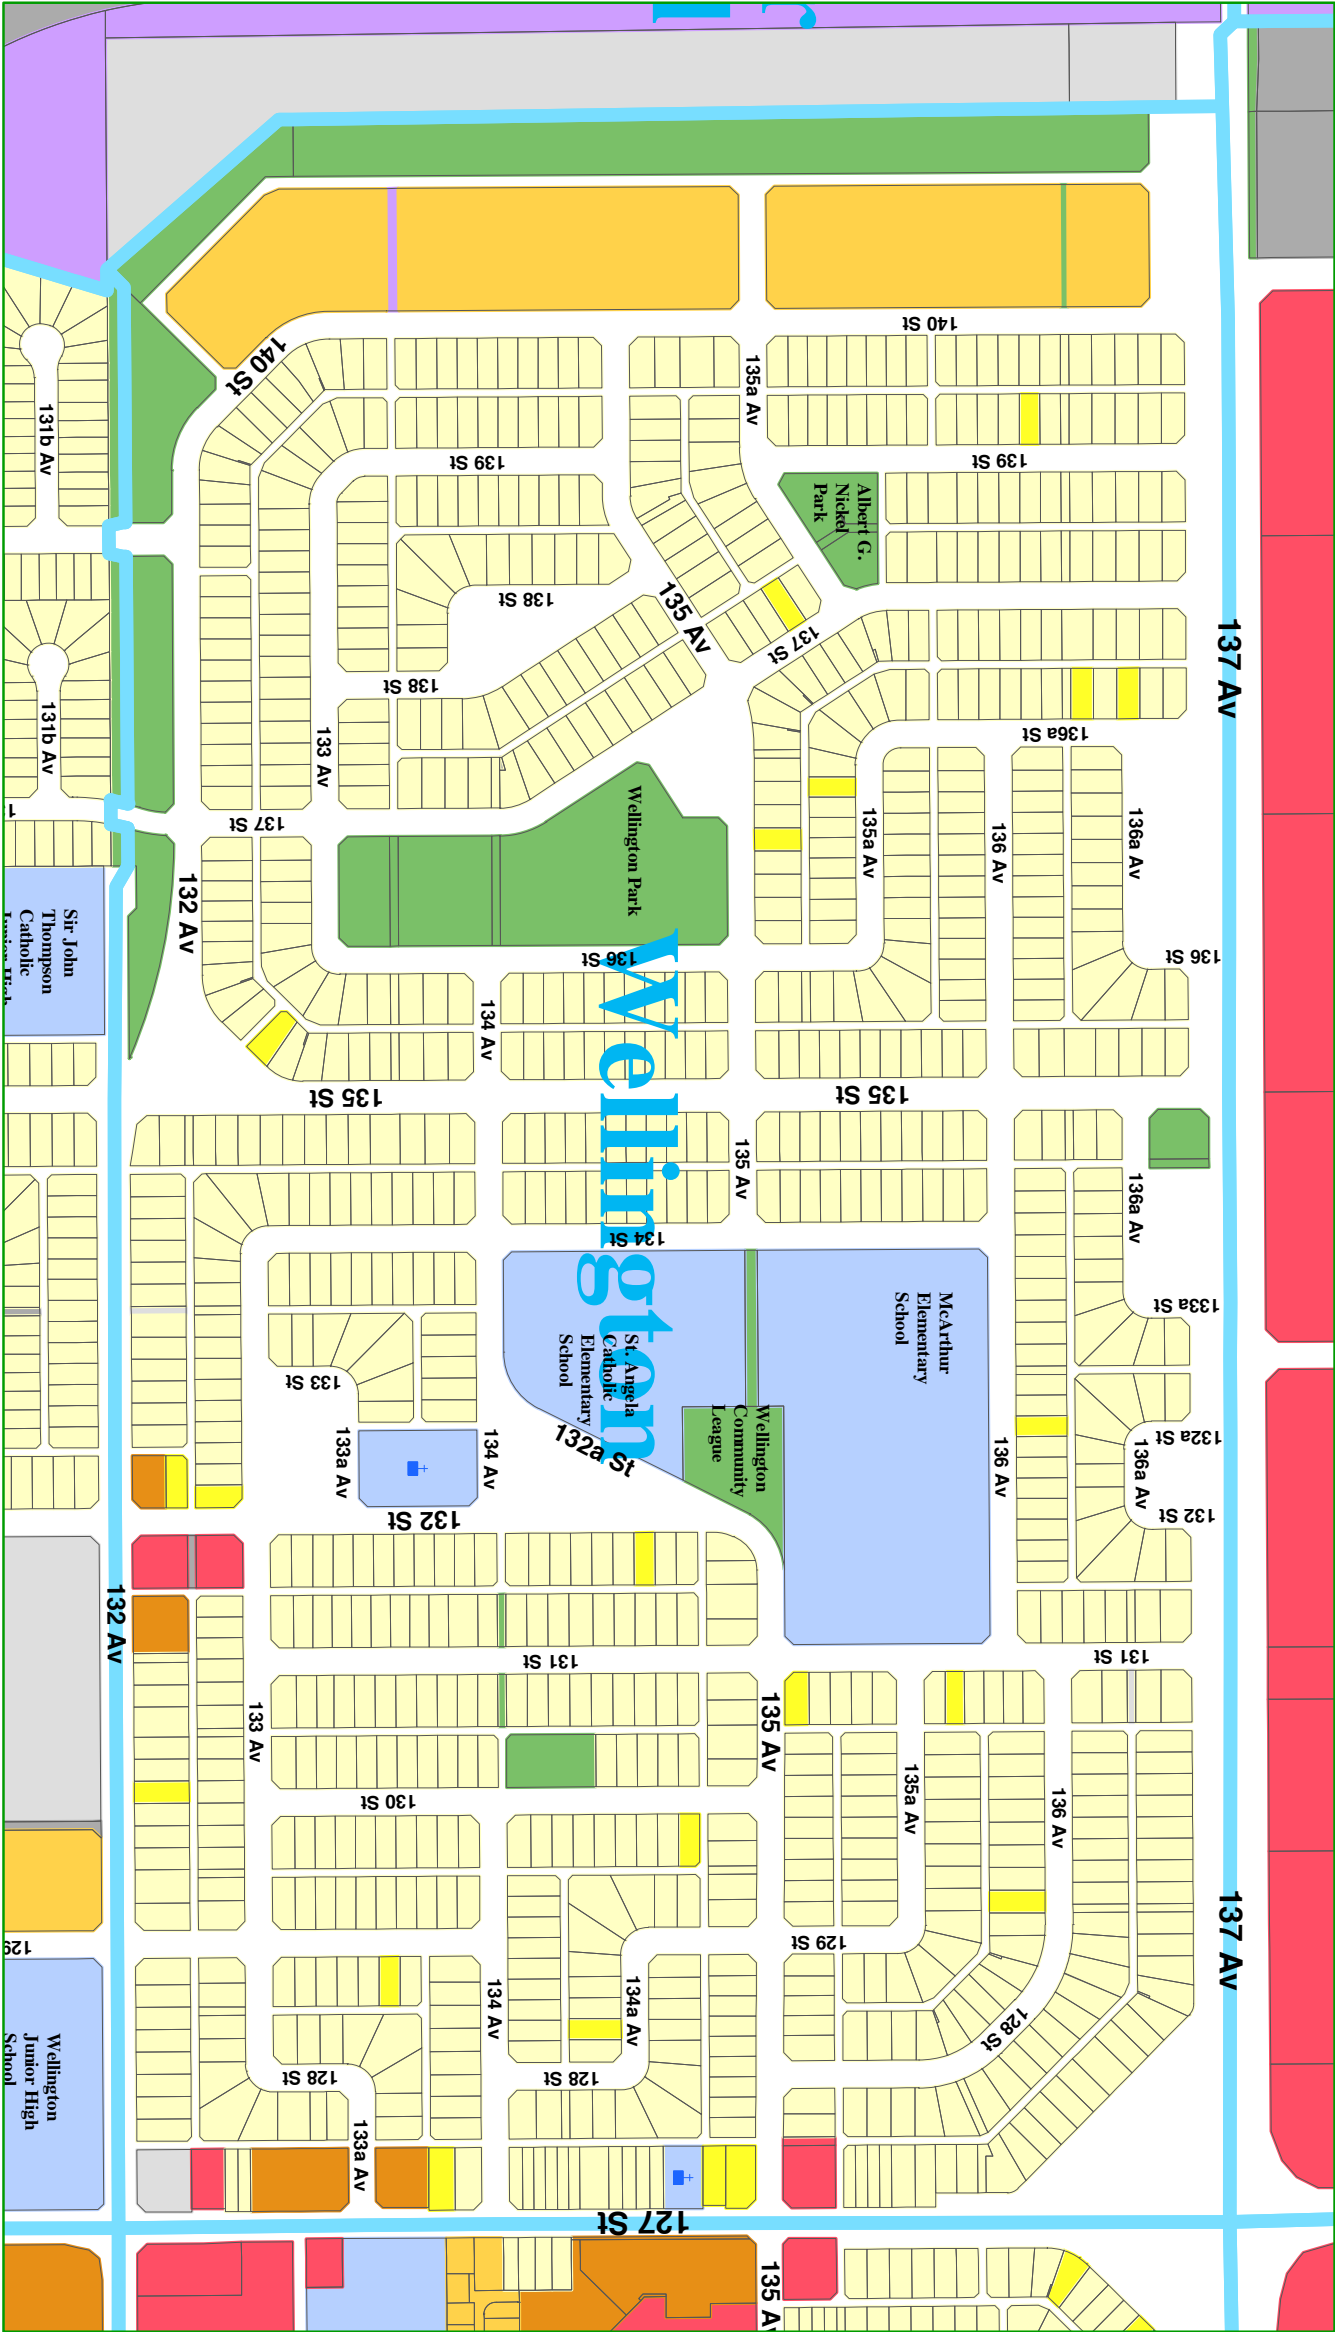 140 St
140 St
135a Av
131b Av
139 St
139 St
Albert G.
Nickel
Park
138 St
135 Av
137 St
137 Av
138 St
131b Av
133 Av
136a St
137 St
Wellington Park
135a Av
136 Av
136a Av
132 Av
Sir John
Thompson
Catholic
Junior High
136 St
136 St
134 Av
Wellington
135 St
135 St
135 Av
136a Av
134 St
133a St
McArthur
Elementary
School
St. Angela
Catholic
Elementary
School
133 St
Wellington
Community
League
132a St
133a Av
134 Av
136 Av
132a St
136a Av
132 St
132 St
132 Av
131 St
131 St
133 Av
135 Av
130 St
135a Av
136 Av
137 Av
129 St
129
134 Av
134a Av
128 St
Wellington
Junior High
School
128 St
128 St
133a Av
127 St
135 Av